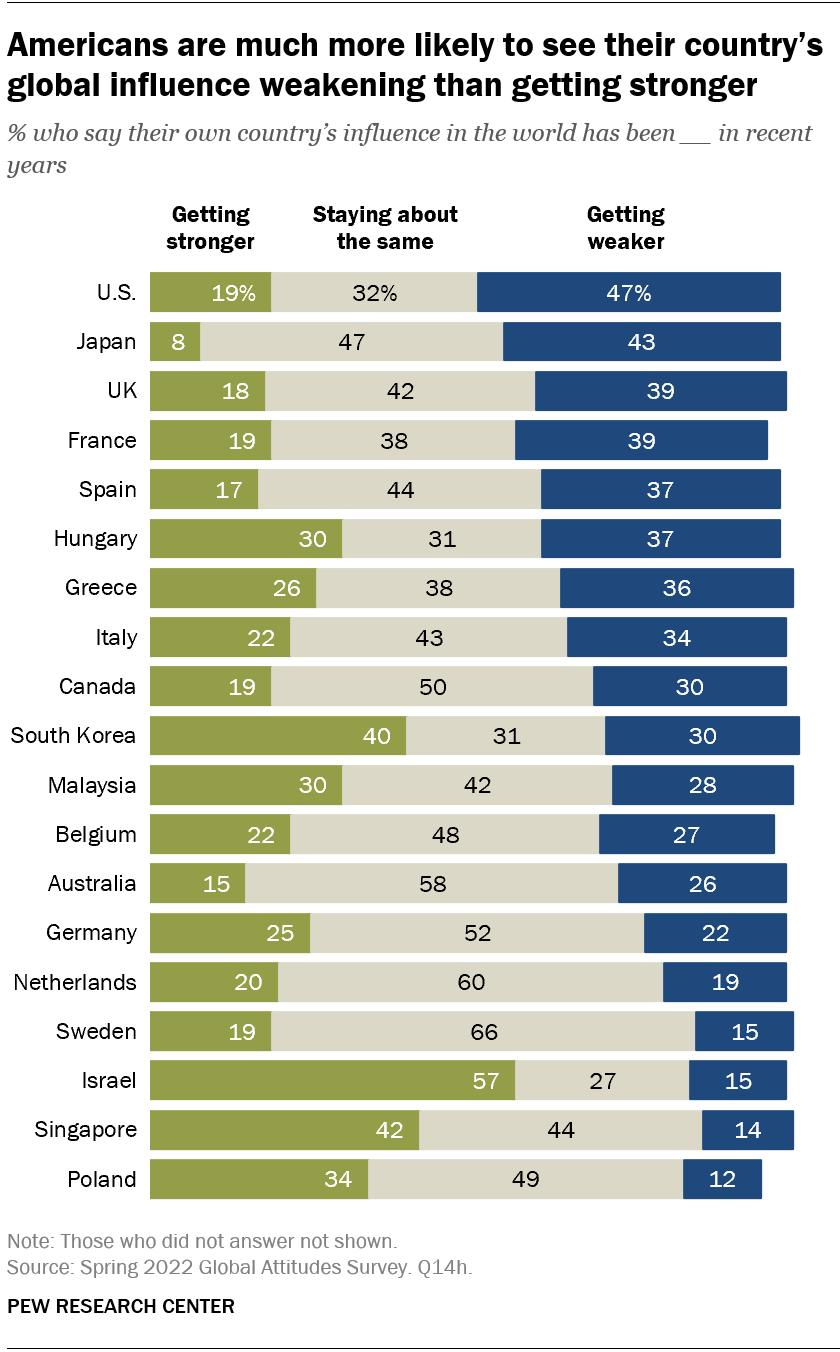 Americans are much more likely to see their country's
global influence weakening than getting stronger
% who say their own country's influence in the world has been __ in recent
years
Getting stronger Staying about the same Getting weaker
U.S. 19% 32% 47%
Japan 8 47 43
UK 18 42 39
France 19 38 39
Spain 17 44 37
Hungary 30 31 37
Greece 26 38 36
Italy 22 43 34
Canada 19 50 30
South Korea 40 31 30
Malaysia 30 42 28
Belgium 22 48 27
Australia 15 58 26
Germany 25 52 22
Netherlands 20 60 19
Sweden 19 66 15
Israel 57 27 15
Singapore 42 44 14
Poland 34 49 12
Note: Those who did not answer not shown.
Source: Spring 2022 Global Attitudes Survey. Q14h.
PEW RESEARCH CENTER